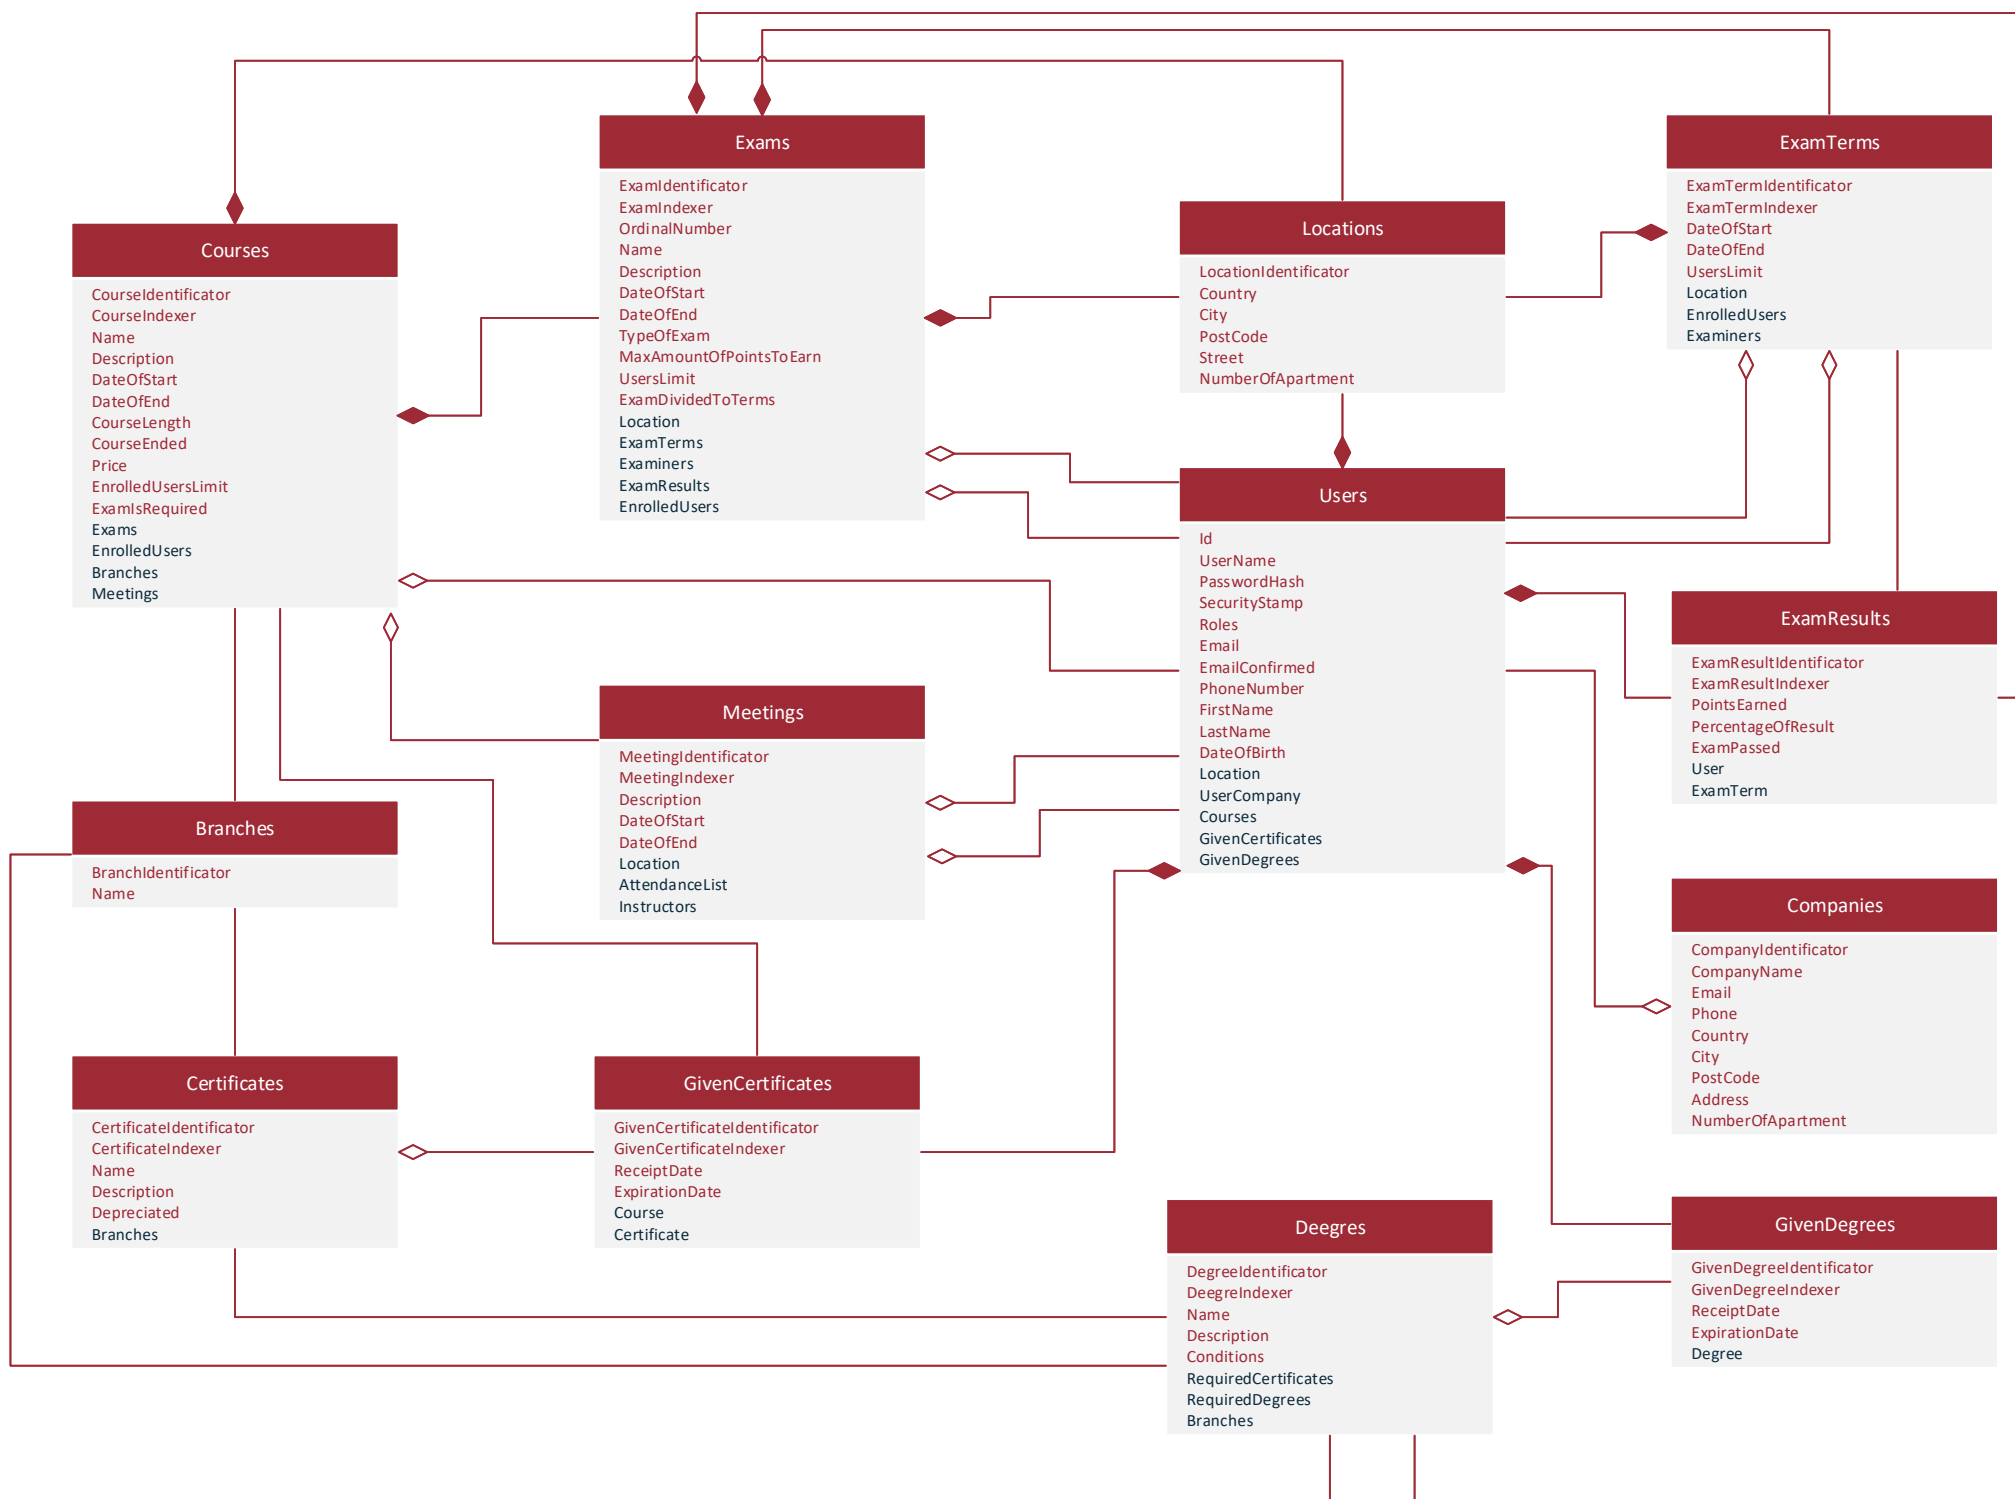 Exams
ExamIdentificator
ExamIndexer
OrdinalNumber
Name
Description
DateOfStart
DateOfEnd
TypeOfExam
MaxAmountOfPointsToEarn
UsersLimit
ExamDividedToTerms
Location
ExamTerms
Examiners
ExamResults
EnrolledUsers
ExamTerms
ExamTermIdentificator
ExamTermIndexer
DateOfStart
DateOfEnd
UsersLimit
Location
EnrolledUsers
Examiners
Locations
LocationIdentificator
Country
City
PostCode
Street
NumberOfApartment
Courses
CourseIdentificator
CourseIndexer
Name
Description
DateOfStart
DateOfEnd
CourseLength
CourseEnded
Price
EnrolledUsersLimit
ExamIsRequired
Exams
EnrolledUsers
Branches
Meetings
Users
Id
UserName
PasswordHash
SecurityStamp
Roles
Email
EmailConfirmed
PhoneNumber
FirstName
LastName
DateOfBirth
Location
UserCompany
Courses
GivenCertificates
GivenDegrees
ExamResults
ExamResultIdentificator
ExamResultIndexer
PointsEarned
PercentageOfResult
ExamPassed
User
ExamTerm
Meetings
MeetingIdentificator
MeetingIndexer
Description
DateOfStart
DateOfEnd
Location
AttendanceList
Instructors
Branches
BranchIdentificator
Name
Companies
CompanyIdentificator
CompanyName
Email
Phone
Country
City
PostCode
Address
NumberOfApartment
Certificates
CertificateIdentificator
CertificateIndexer
Name
Description
Depreciated
Branches
GivenCertificates
GivenCertificateIdentificator
GivenCertificateIndexer
ReceiptDate
ExpirationDate
Course
Certificate
Deegres
DegreeIdentificator
DeegreIndexer
Name
Description
Conditions
RequiredCertificates
RequiredDegrees
Branches
GivenDegrees
GivenDegreeIdentificator
GivenDegreeIndexer
ReceiptDate
ExpirationDate
Degree